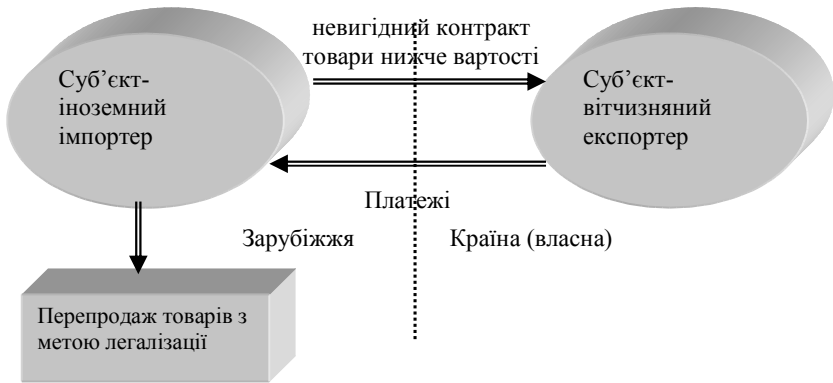 невигідний контракт
товари нижче вартості
Суб’єкт-
іноземний
імпортер
Суб’єкт-
вітчизняний
експортер
Платежі
Зарубіжжя
Країна (власна)
Перепродаж товарів з
метою легалізації